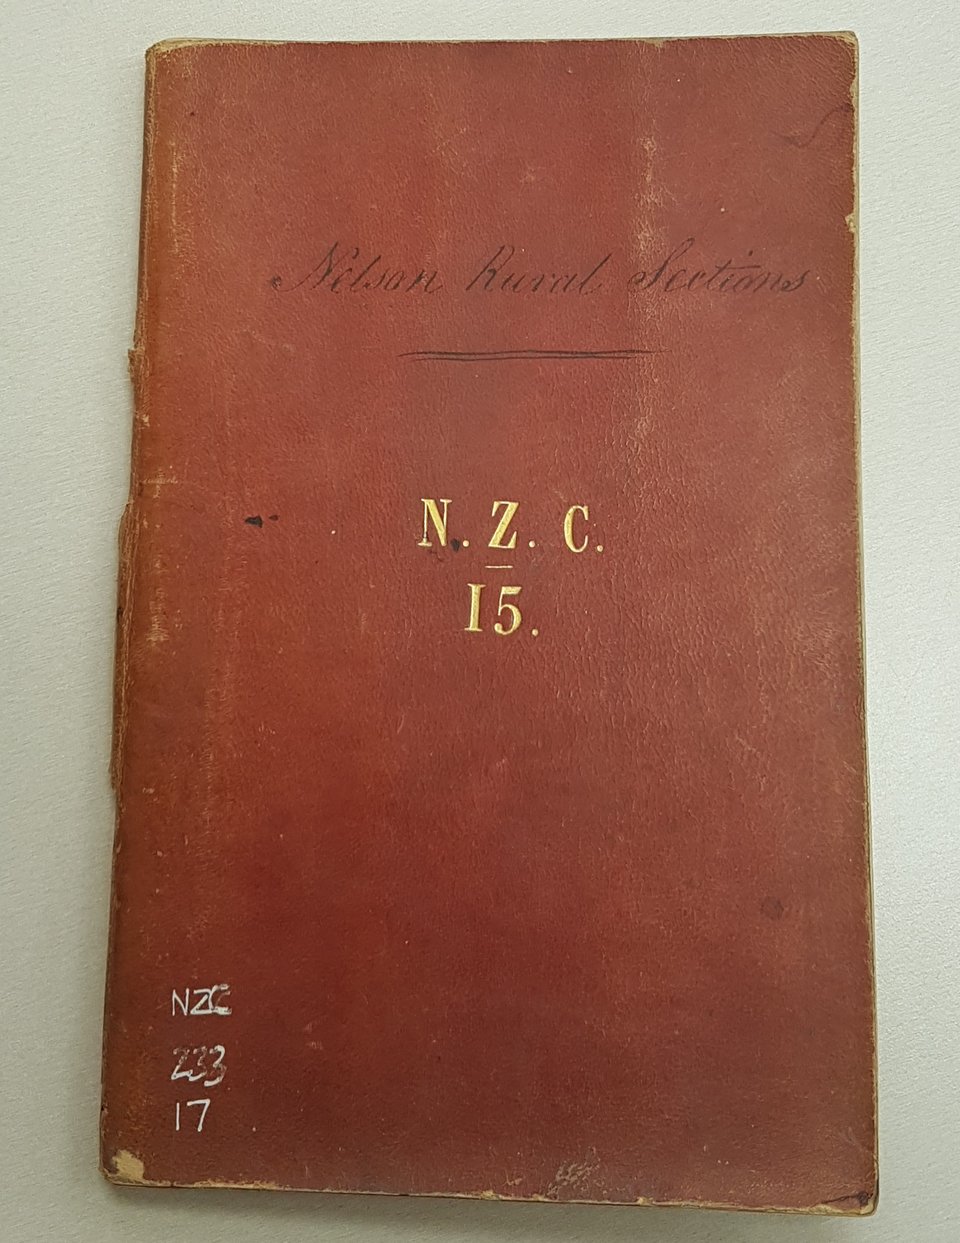 Nelson Rural Sections
N. Z. C.
15.
NZC
233
17